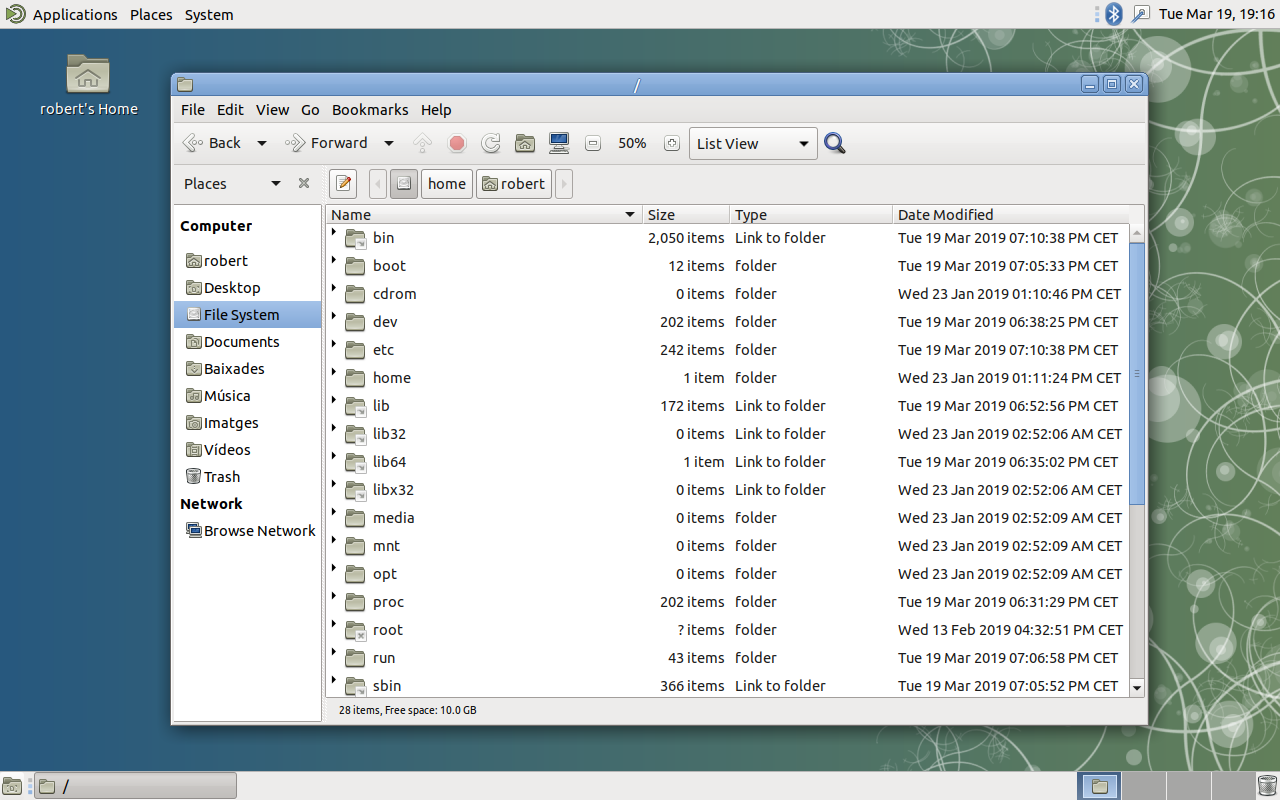 Applications Places System Tue Mar 19, 19:16
robert's Home
/
File Edit View Go Bookmarks Help
Back Forward 50% List View
Places home robert
Computer
robert
Desktop
File System
Documents
Baixades
Música
Imatges
Vídeos
Trash
Network
Browse Network
Name Size Type Date Modified
bin 2,050 items Link to folder Tue 19 Mar 2019 07:10:38 PM CET
boot 12 items folder Tue 19 Mar 2019 07:05:33 PM CET
cdrom 0 items folder Wed 23 Jan 2019 01:10:46 PM CET
dev 202 items folder Tue 19 Mar 2019 06:38:25 PM CET
etc 242 items folder Tue 19 Mar 2019 07:10:38 PM CET
home 1 item folder Wed 23 Jan 2019 01:11:24 PM CET
lib 172 items Link to folder Tue 19 Mar 2019 06:52:56 PM CET
lib32 0 items Link to folder Wed 23 Jan 2019 02:52:06 AM CET
lib64 1 item Link to folder Tue 19 Mar 2019 06:35:02 PM CET
libx32 0 items Link to folder Wed 23 Jan 2019 02:52:06 AM CET
media 0 items folder Wed 23 Jan 2019 02:52:09 AM CET
mnt 0 items folder Wed 23 Jan 2019 02:52:09 AM CET
opt 0 items folder Wed 23 Jan 2019 02:52:09 AM CET
proc 202 items folder Tue 19 Mar 2019 06:31:29 PM CET
root ? items folder Wed 13 Feb 2019 04:32:51 PM CET
run 43 items folder Tue 19 Mar 2019 07:06:58 PM CET
sbin 366 items Link to folder Tue 19 Mar 2019 07:05:52 PM CET
28 items, Free space: 10.0 GB
/